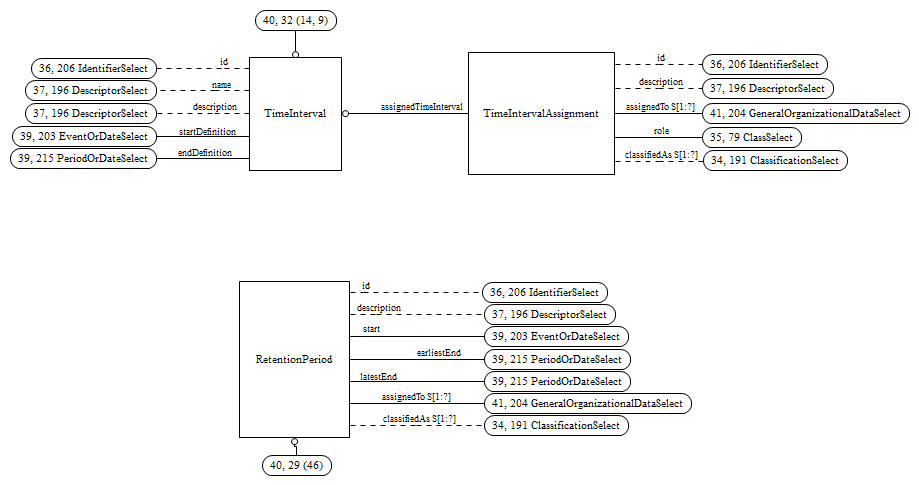 40, 32 (14, 9)
36, 206 IdentifierSelect
id
37, 196 DescriptorSelect
name
37, 196 DescriptorSelect
description
39, 203 EventOrDateSelect
startDefinition
39, 215 PeriodOrDateSelect
endDefinition
TimeInterval
assignedTimeInterval
TimeIntervalAssignment
id
36, 206 IdentifierSelect
description
37, 196 DescriptorSelect
assignedTo S[1:?]
41, 204 GeneralOrganizationalDataSelect
role
35, 79 ClassSelect
classifiedAs S[1:?]
34, 191 ClassificationSelect
RetentionPeriod
id
36, 206 IdentifierSelect
description
37, 196 DescriptorSelect
start
39, 203 EventOrDateSelect
earliestEnd
39, 215 PeriodOrDateSelect
latestEnd
39, 215 PeriodOrDateSelect
assignedTo S[1:?]
41, 204 GeneralOrganizationalDataSelect
classifiedAs S[1:?]
34, 191 ClassificationSelect
40, 29 (46)